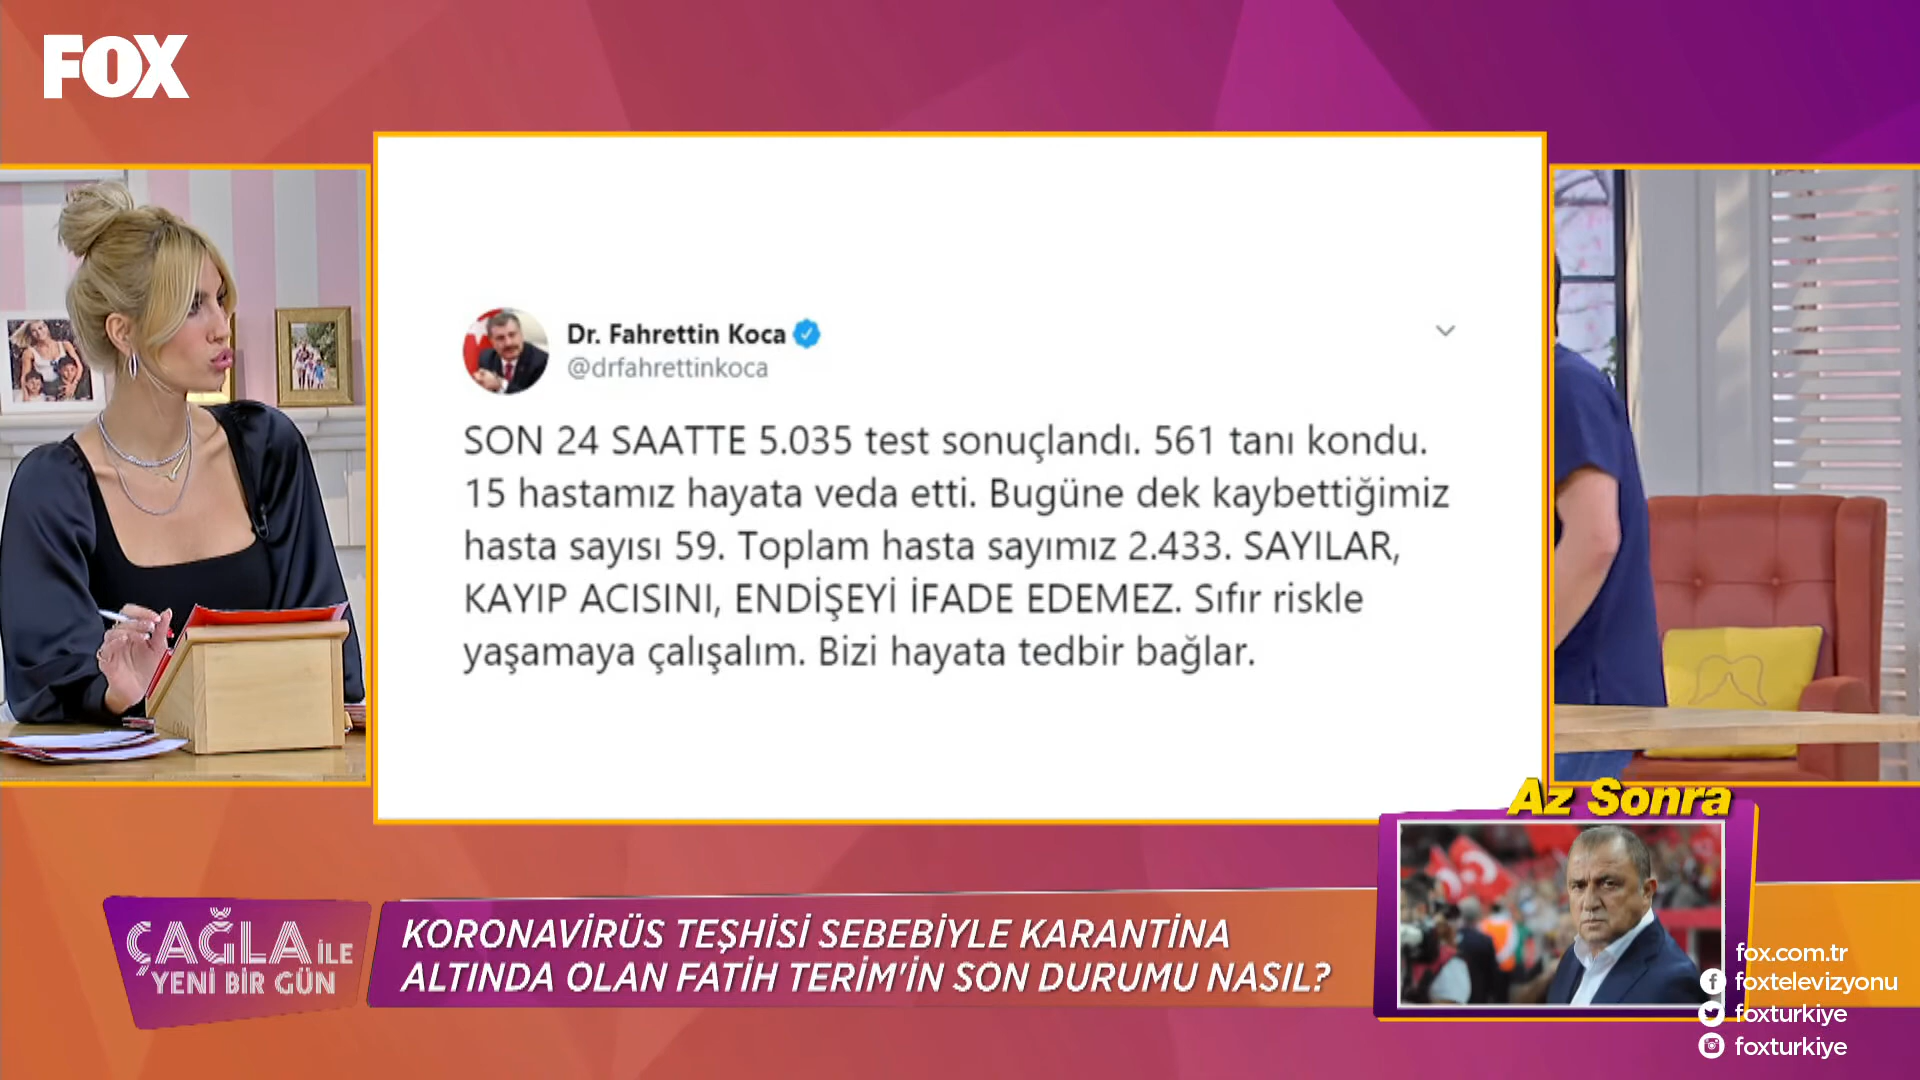 FOX
Dr. Fahrettin Koca
@drfahrettinkoca
SON 24 SAATTE 5.035 test sonuçlandı. 561 tanı kondu.
15 hastamız hayata veda etti. Bugüne dek kaybettiğimiz
hasta sayısı 59. Toplam hasta sayımız 2.433. SAYILAR,
KAYIP ACISINI, ENDİŞEYİ İFADE EDEMEZ. Sıfır riskle
yaşamaya çalışalım. Bizi hayata tedbir bağlar.
Az Sonra
ÇAĞLA İLE
YENİ BİR GÜN
KORONAVİRÜS TEŞHİSİ SEBEBİYLE KARANTİNA
ALTINDA OLAN FATİH TERİM'İN SON DURUMU NASIL?
fox.com.tr
foxtelevizyonu
foxturkiye
foxturkiye